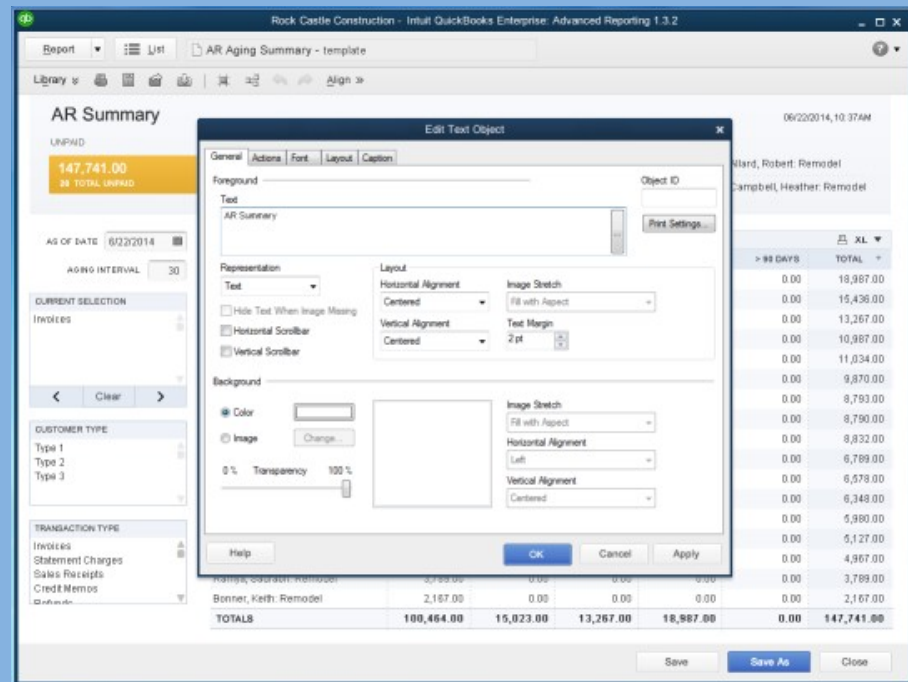 Rock Castle Construction - Intuit QuickBooks Enterprise: Advanced Reporting 1.3.2
Report
List
AR Aging Summary - template
Library
Align »
AR Summary
06/22/2014, 10:37AM
UNPAID
147,741.00
TOTAL UNPAID
Robert: Remodel
Campbell, Heather: Remodel
AS OF DATE 6/22/2014
AGING INTERVAL 30
CURRENT SELECTION
Invoices
Clear
CUSTOMER TYPE
Type 1
Type 2
Type 3
TRANSACTION TYPE
Invoices
Statement Charges
Sales Receipts
Credit Memos
Edit Text Object
General Actions Font Layout Caption
Foreground
Object ID
Text
AR Summary
Print Settings...
Representation
Text
Hide Text When Image Missing
Horizontal Scrollbar
Vertical Scrollbar
Layout
Horizontal Alignment
Centered
Vertical Alignment
Centered
Image Stretch
Fill with Aspect
Text Margin
2 pt
Background
Color
Image
Change...
0 % Transparency 100 %
Image Stretch
Fill with Aspect
Horizontal Alignment
Left
Vertical Alignment
Centered
Help
OK
Cancel
Apply
XL
> 90 DAYS TOTAL
0.00 18,987.00
0.00 15,436.00
0.00 13,267.00
0.00 10,987.00
0.00 11,034.00
0.00 9,870.00
0.00 8,793.00
0.00 8,790.00
0.00 8,832.00
0.00 6,789.00
0.00 6,578.00
0.00 6,348.00
0.00 5,980.00
0.00 5,127.00
0.00 4,967.00
0.00 3,789.00
Bonner, Keith: Remodel 2,167.00 0.00 0.00 0.00 0.00 2,167.00
TOTALS 100,464.00 15,023.00 13,267.00 18,987.00 0.00 147,741.00
Save
Save As
Close